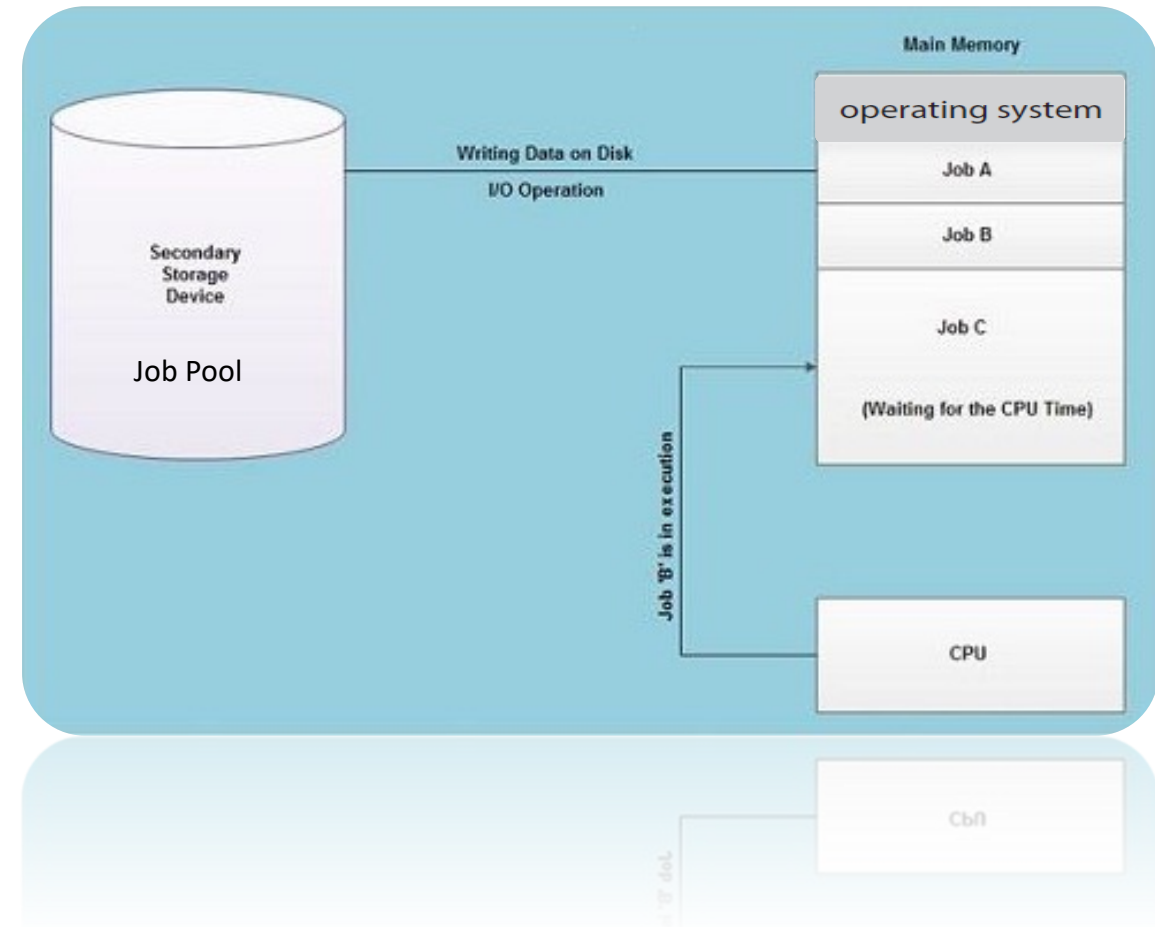 Main Memory
operating system
Writing Data on Disk
I/O Operation
Job A
Job B
Secondary
Storage
Device
Job Pool
Job C
(Waiting for the CPU Time)
Job 'B' is in execution
CPU